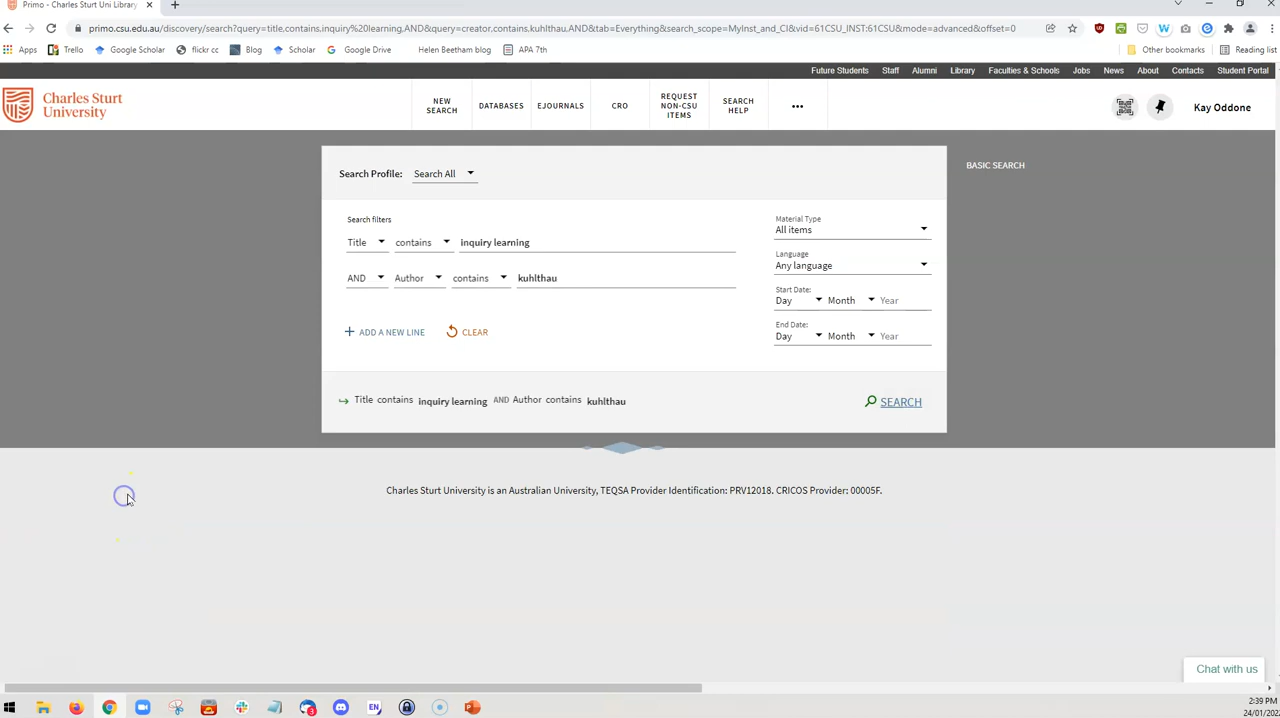 Primo - Charles Sturt Uni Library
primo.csu.edu.au/discovery/search?query=title.contains.inquiry%20learning.AND&query=creator.contains.kuhlthau.AND&tab=Everything&search_scope=MyInst_and_CI&vid=61CSU_INST:61CSU&mode=advanced&offset=0
Apps Trello Google Scholar flickr cc Blog Scholar Google Drive Helen Beetham blog APA 7th Other bookmarks Reading list
Future Students Staff Alumni Library Faculties & Schools Jobs News About Contacts Student Portal
Charles Sturt
University
NEW
SEARCH
DATABASES
EJOURNALS
CRO
REQUEST
NON-CSU
ITEMS
SEARCH
HELP
•••
Kay Oddone
Search Profile: Search All
BASIC SEARCH
Search filters
Title contains inquiry learning
AND Author contains kuhlthau
+ ADD A NEW LINE CLEAR
Material Type
All items
Language
Any language
Start Date:
Day Month Year
End Date:
Day Month Year
Title contains inquiry learning AND Author contains kuhlthau
SEARCH
Charles Sturt University is an Australian University, TEQSA Provider Identification: PRV12018. CRICOS Provider: 00005F.
Chat with us
EN
3
2:39 PM
24/01/202